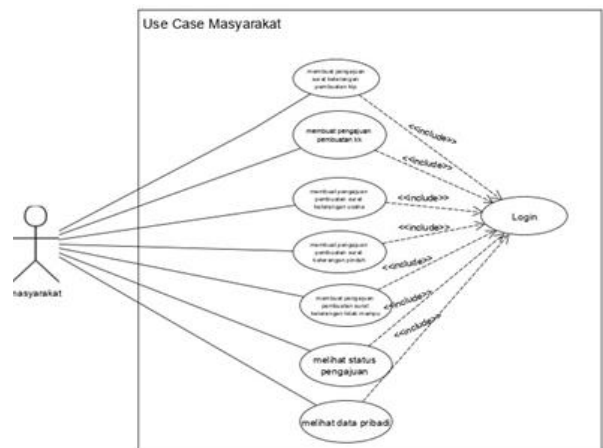 Use Case Masyarakat
membuat pengajuan
surat keterangan
pembuatan ktp
membuat pengajuan
pembuatan kk
membuat pengajuan
pembuatan surat
keterangan usaha
membuat pengajuan
pembuatan surat
keterangan pindah
membuat pengajuan
pembuatan surat
keterangan tidak mampu
melihat status
pengajuan
melihat data pribadi
<<include>>
<<include>>
<<include>>
<<include>>
<<include>>
<<include>>
<<include>>
Login
masyarakat